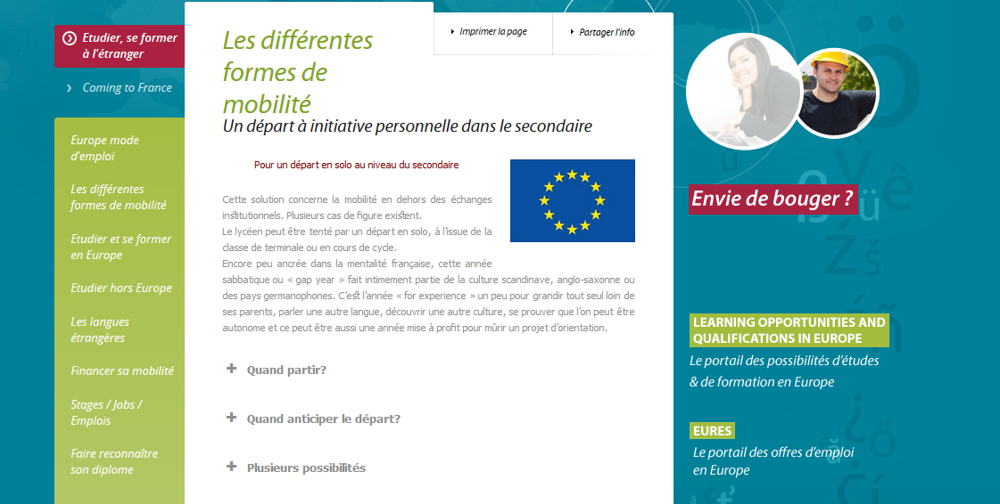 Etudier, se former
à l'étranger
Coming to France
Europe mode
d'emploi
Les différentes
formes de mobilité
Etudier et se former
en Europe
Etudier hors Europe
Les langues
étrangères
Financer sa mobilité
Stages / Jobs /
Emplois
Faire reconnaître
son diplome
Les différentes
formes de
mobilité
Imprimer la page
Partager l'info
Un départ à initiative personnelle dans le secondaire
Pour un départ en solo au niveau du secondaire
Cette solution concerne la mobilité en dehors des échanges
institutionnels. Plusieurs cas de figure existent.
Le lycéen peut être tenté par un départ en solo, à l'issue de la
classe de terminale ou en cours de cycle.
Encore peu ancrée dans la mentalité française, cette année
sabbatique ou « gap year » fait intimement partie de la culture scandinave, anglo-saxonne ou
des pays germanophones. C'est l'année « for experience » un peu pour grandir tout seul loin de
ses parents, parler une autre langue, découvrir une autre culture, se prouver que l'on peut être
autonome et ce peut être aussi une année mise à profit pour mûrir un projet d'orientation.
Quand partir?
Quand anticiper le départ?
Plusieurs possibilités
Envie de bouger ?
LEARNING OPPORTUNITIES AND
QUALIFICATIONS IN EUROPE
Le portail des possibilités d'études
& de formation en Europe
EURES
Le portail des offres d'emploi
en Europe